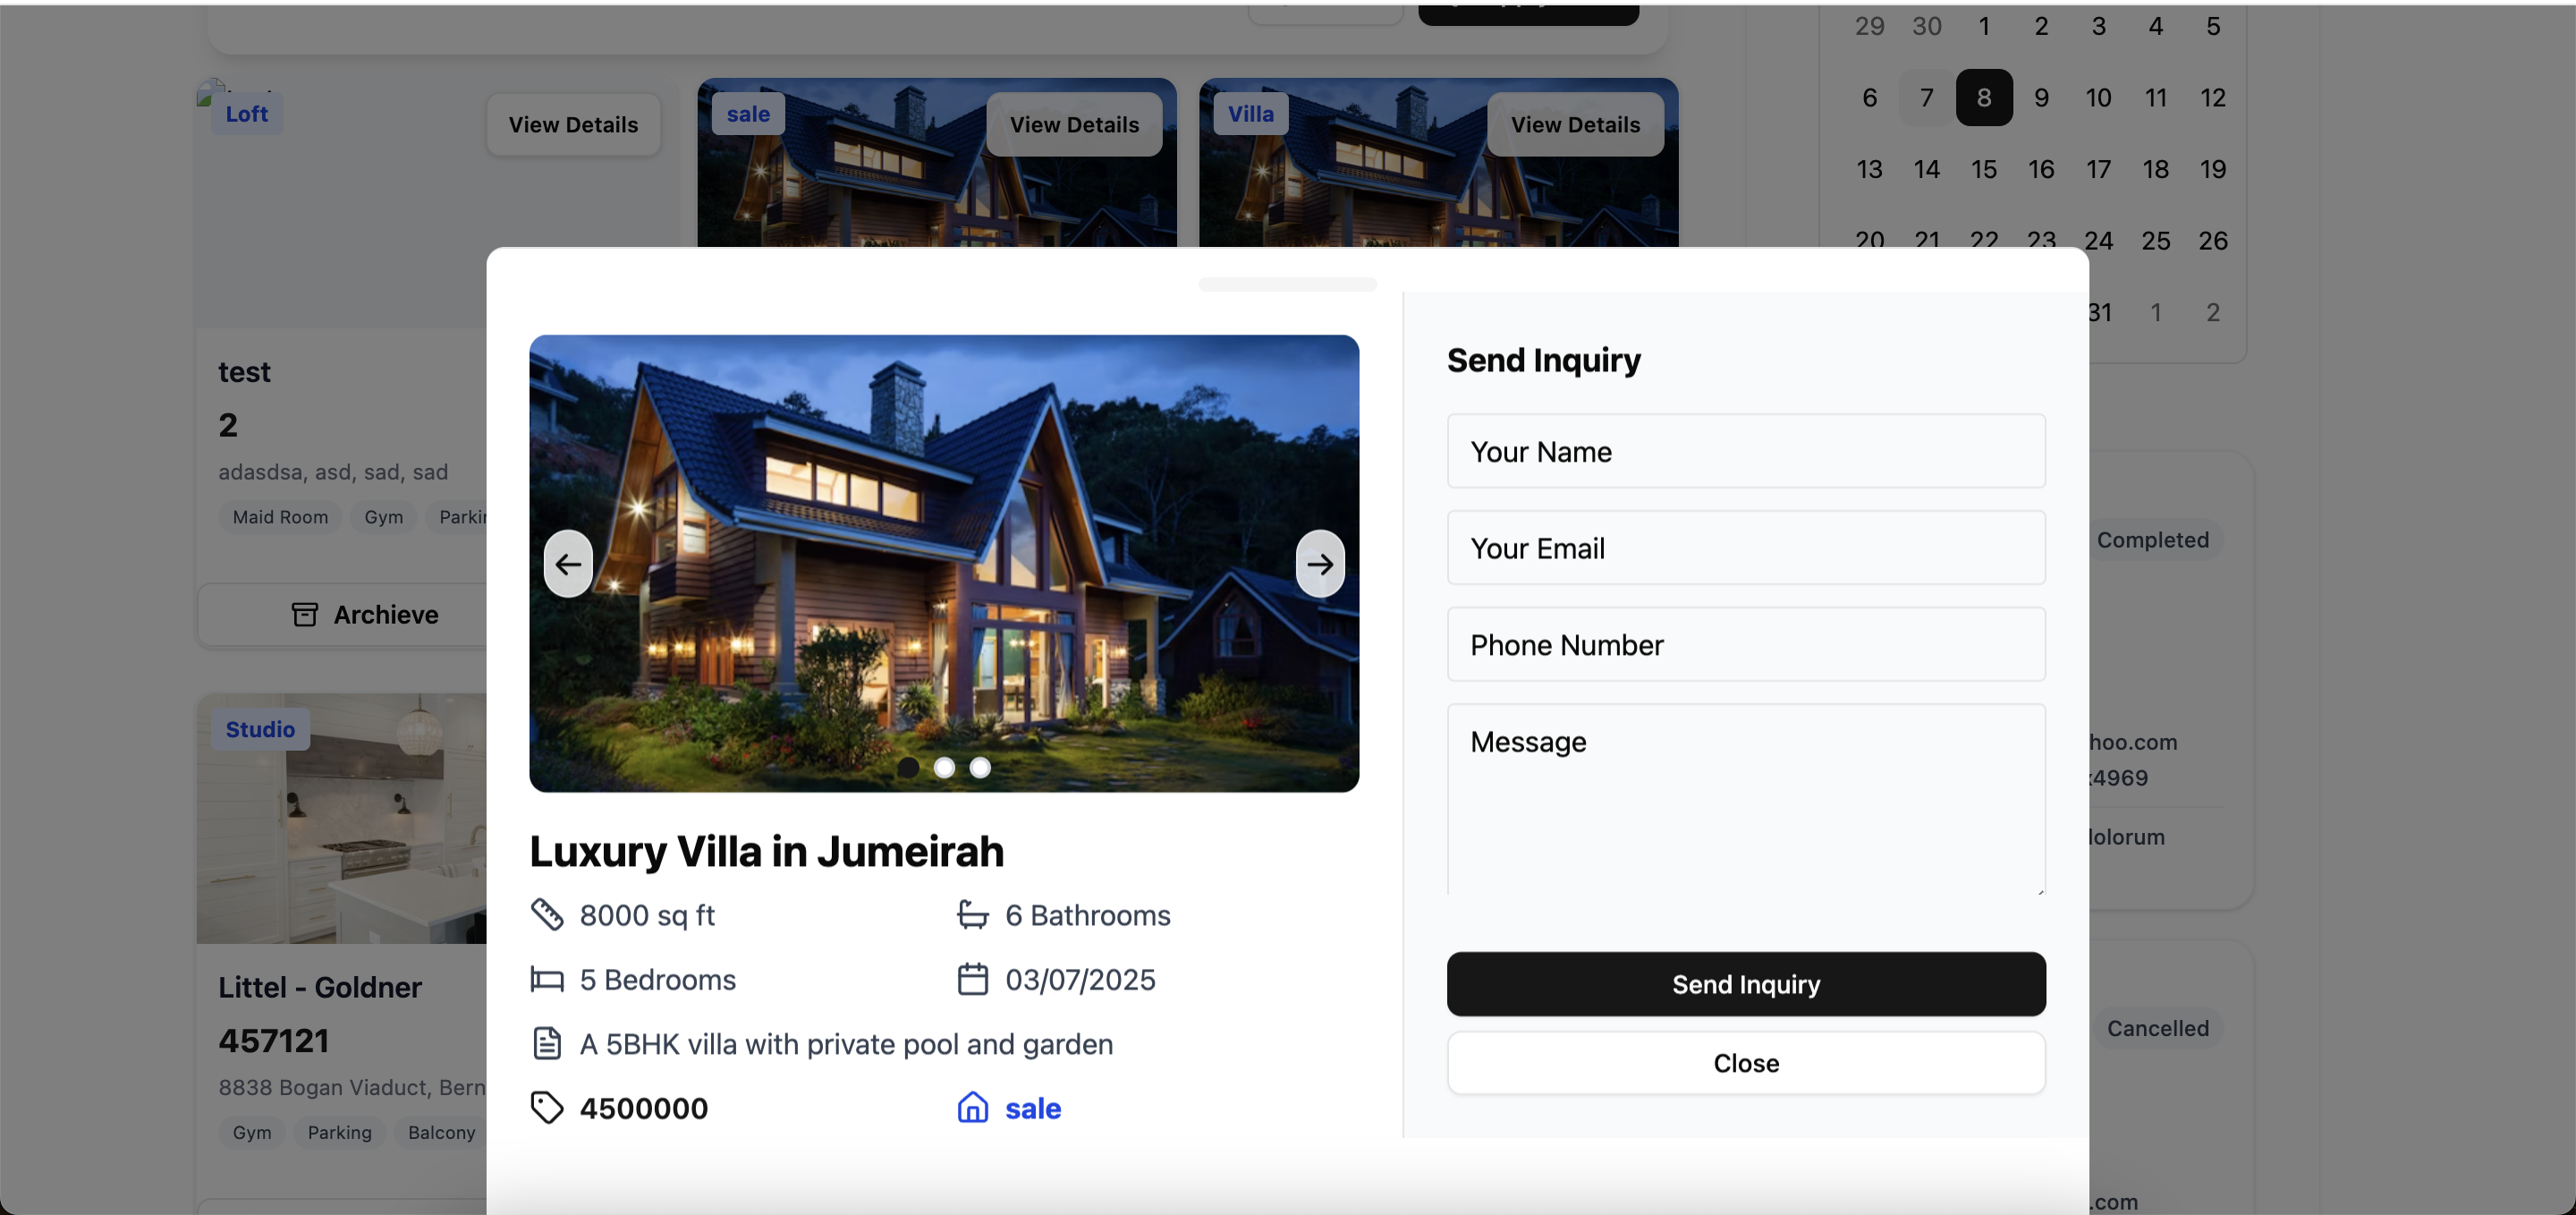 29 30 1 2 3 4 5
Loft
View Details
sale
View Details
Villa
View Details
6 7 8 9 10 11 12
13 14 15 16 17 18 19
20 21 22 23 24 25 26
31 1 2
test
2
adasdsa, asd, sad, sad
Maid Room Gym
Archieve
Studio
Littel - Goldner
457121
8838 Bogan Viaduct,
Gym Parking Balcony
Luxury Villa in Jumeirah
8000 sq ft
6 Bathrooms
5 Bedrooms
03/07/2025
A 5BHK villa with private pool and garden
4500000
sale
Send Inquiry
Your Name
Your Email
Phone Number
Message
Send Inquiry
Close
Completed
hoo.com
x4969
Cancelled
.com